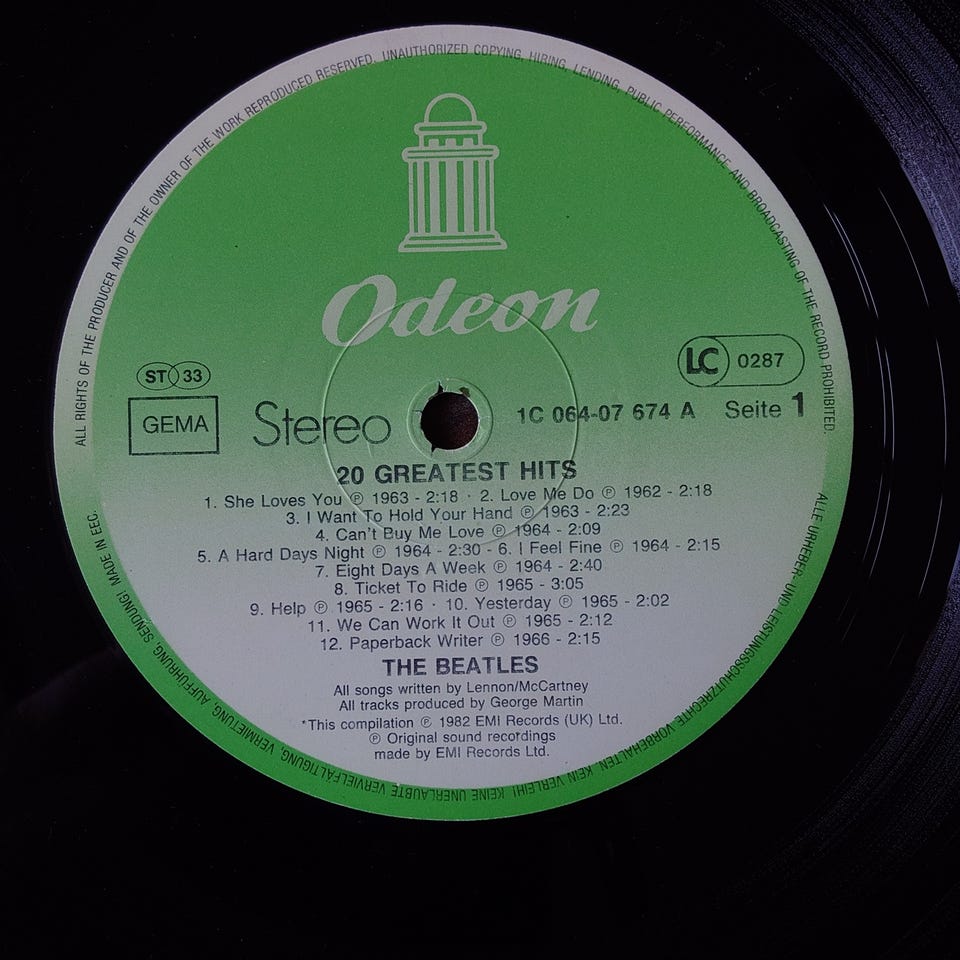 ALL RIGHTS OF THE PRODUCER AND OF THE OWNER OF THE WORK REPRODUCED RESERVED. UNAUTHORIZED COPYING, HIRING, LENDING, PUBLIC PERFORMANCE AND BROADCASTING OF THE RECORD PROHIBITED.
Odeon
ST 33
LC 0287
GEMA
Stereo
1C 064-07 674 A Seite 1
20 GREATEST HITS
1. She Loves You ℗ 1963 - 2:18 · 2. Love Me Do ℗ 1962 - 2:18
3. I Want To Hold Your Hand ℗ 1963 - 2:23
4. Can't Buy Me Love ℗ 1964 - 2:09
5. A Hard Days Night ℗ 1964 - 2:30 - 6. I Feel Fine ℗ 1964 - 2:15
7. Eight Days A Week ℗ 1964 - 2:40
8. Ticket To Ride ℗ 1965 - 3:05
9. Help ℗ 1965 - 2:16 · 10. Yesterday ℗ 1965 - 2:02
11. We Can Work It Out ℗ 1965 - 2:12
12. Paperback Writer ℗ 1966 - 2:15
THE BEATLES
All songs written by Lennon/McCartney
All tracks produced by George Martin
*This compilation ℗ 1982 EMI Records (UK) Ltd.
℗ Original sound recordings
made by EMI Records Ltd.
ALLE URHEBER- UND LEISTUNGSSCHUTZRECHTE VORBEHALTEN. KEIN VERLEIH! KEINE UNERLAUBTE VERVIELFÄLTIGUNG, VERMIETUNG, AUFFÜHRUNG, SENDUNG! MADE IN EEC.